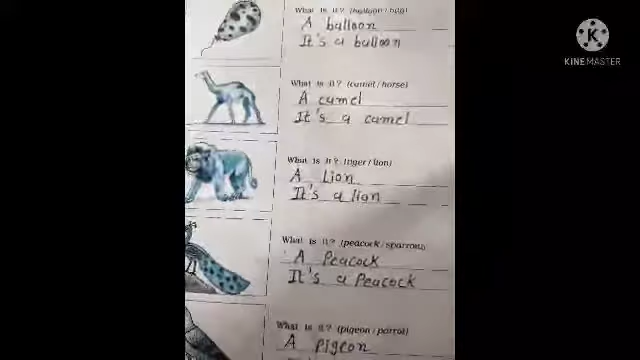 What is it? (balloon / bag)
A balloon
It's a balloon
What is it? (camel / horse)
A camel
It's a camel
What is it? (tiger / lion)
A Lion
It's a lion
What is it? (peacock / sparrow)
A Peacock
It's a Peacock
What is it? (pigeon / parrot)
A Pigeon
K
KINEMASTER